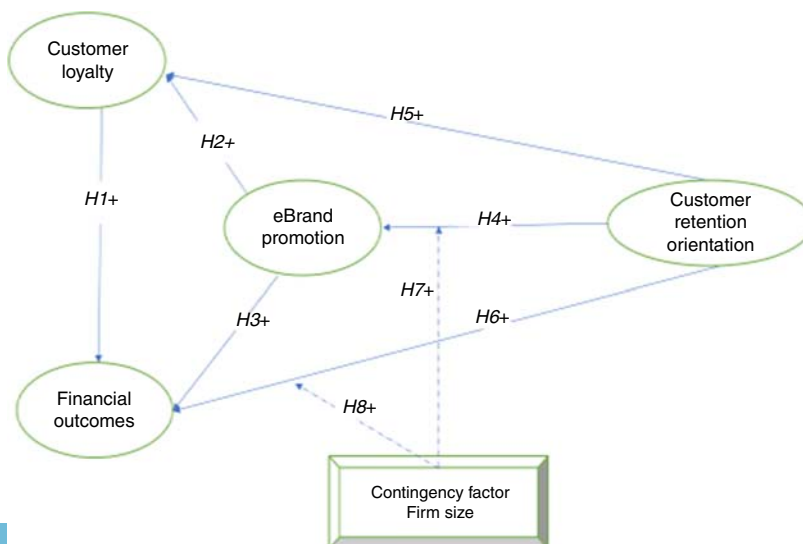 Customer
loyalty
H5+
H2+
H1+
eBrand
promotion
H4+
Customer
retention
orientation
H7+
H3+
H6+
Financial
outcomes
H8+
Contingency factor
Firm size